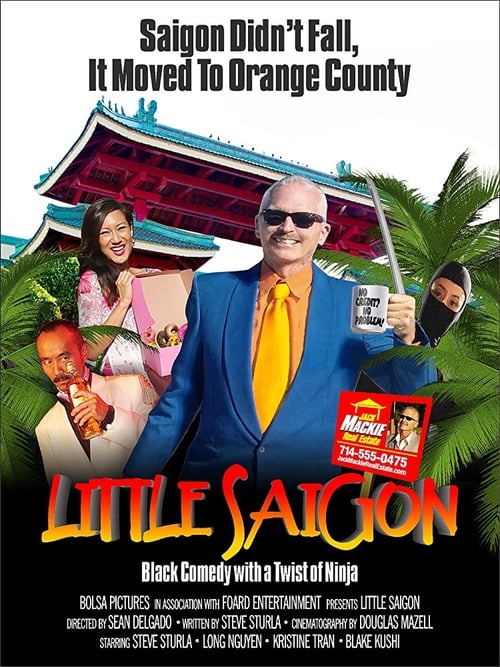 Saigon Didn't Fall,
It Moved To Orange County
NO
CREDIT?
NO
PROBLEM!
JACK
MACKIE
Real Estate
714-555-0475
JackMackieRealEstate.com
LITTLE SAIGON
Black Comedy with a Twist of Ninja
BOLSA PICTURES IN ASSOCIATION WITH FOARD ENTERTAINMENT PRESENTS LITTLE SAIGON
DIRECTED BY SEAN DELGADO • WRITTEN BY STEVE STURLA • CINEMATOGRAPHY BY DOUGLAS MAZELL
STARRING STEVE STURLA • LONG NGUYEN • KRISTINE TRAN • BLAKE KUSHI